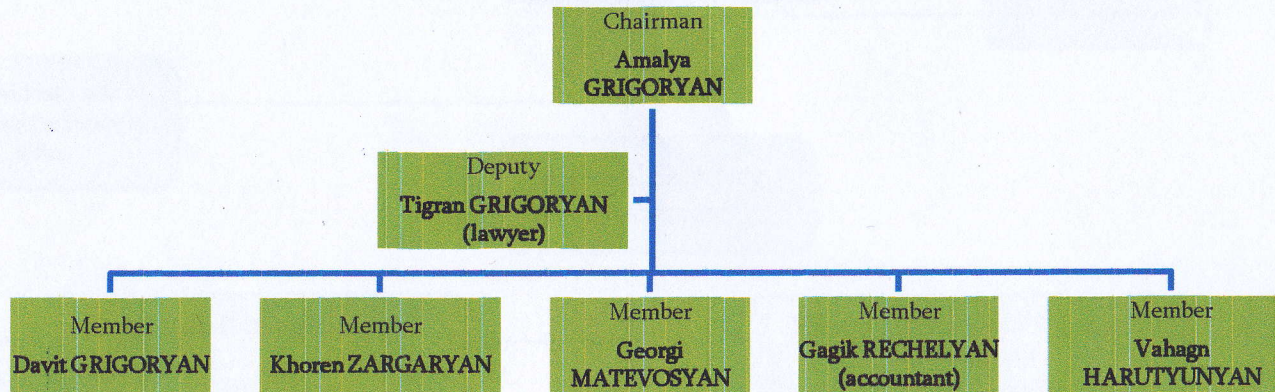 Chairman
Amalya
GRIGORYAN
Deputy
Tigran GRIGORYAN
(lawyer)
Member
Davit GRIGORYAN
Member
Khoren ZARGARYAN
Member
Georgi
MATEVOSYAN
Member
Gagik RECHELYAN
(accountant)
Member
Vahagn
HARUTYUNYAN